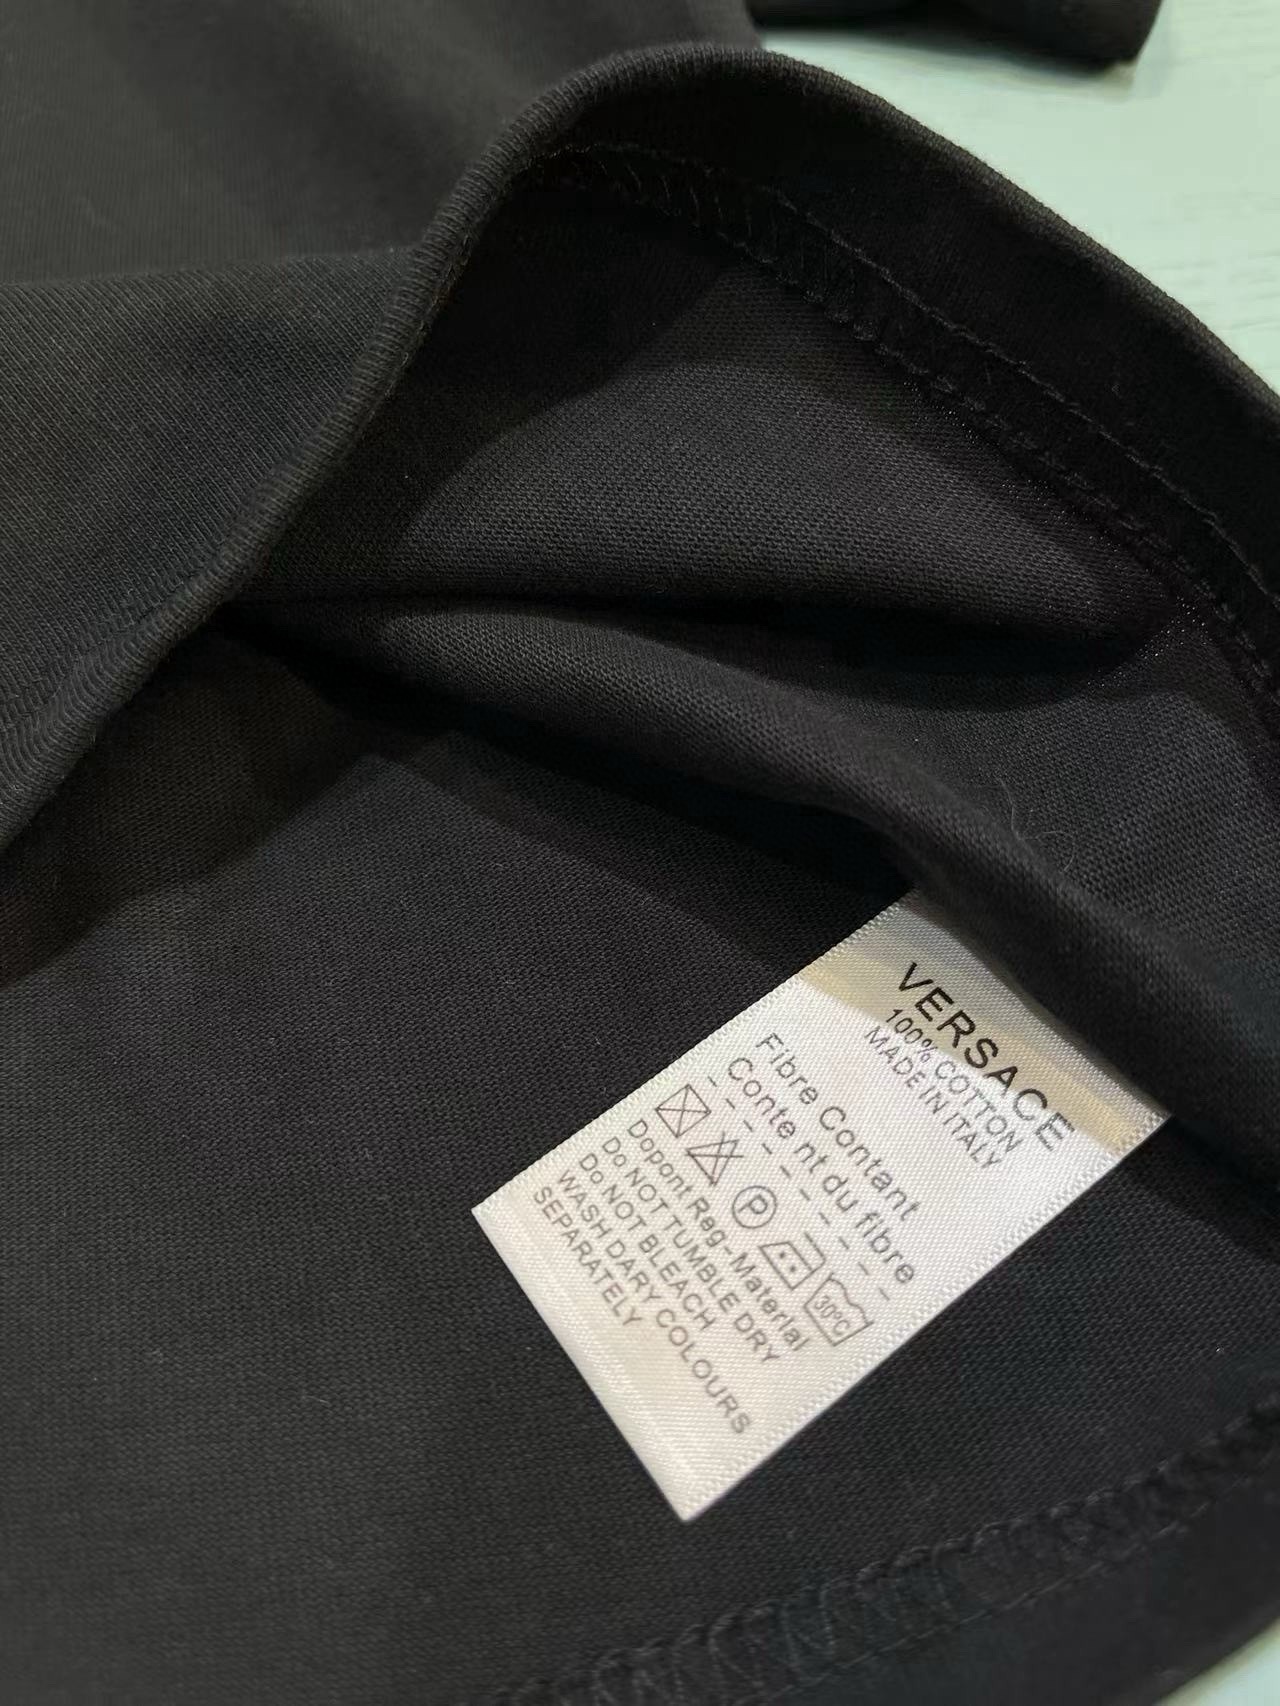 VERSACE
100% COTTON
MADE IN ITALY
Fibre Contant
Conte nt du fibre
P 30°C
Dopont Reg-Material
Do NOT TUMBLE DRY
Do NOT BLEACH
WASH DARY COLOURS
SEPARATELY